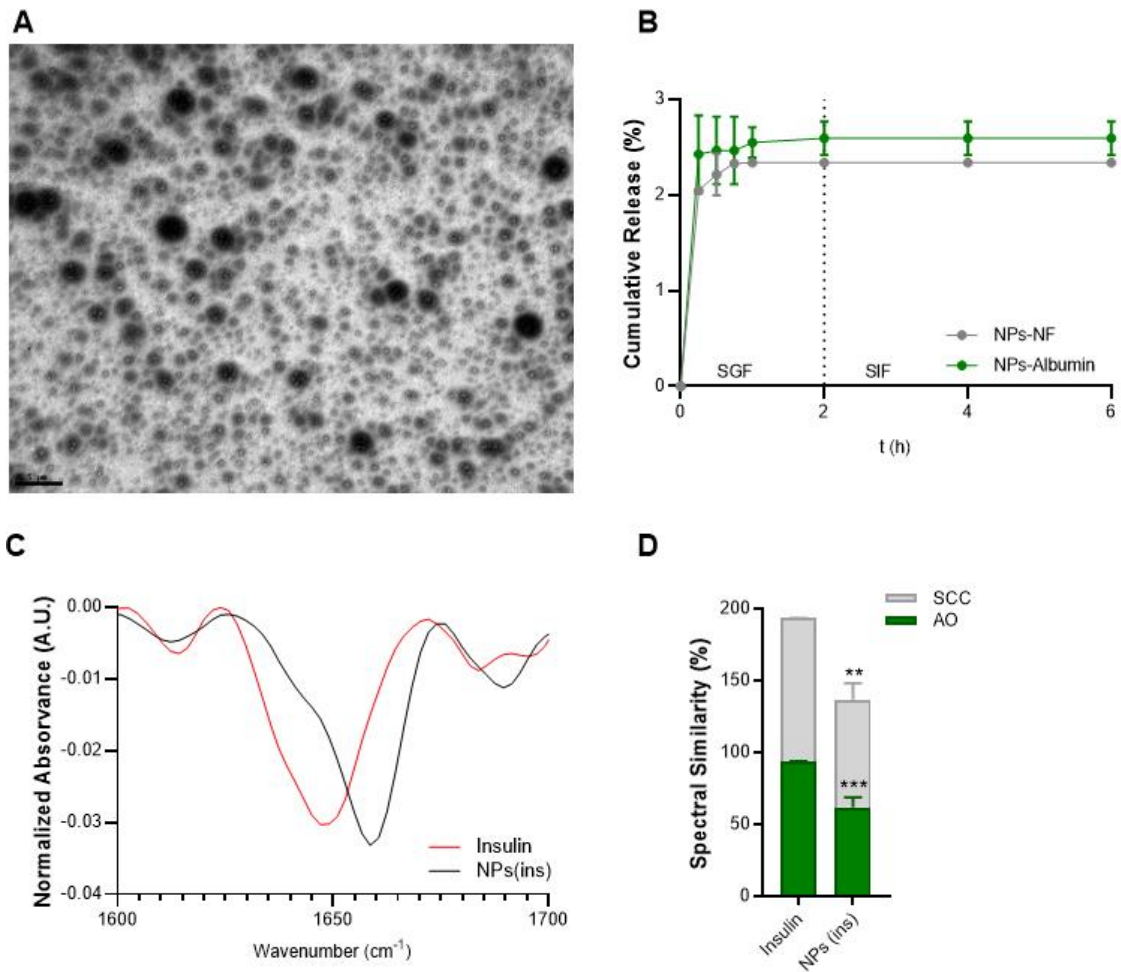 A
B
Cumulative Release (%)
3
2
1
0
SGF
SIF
NPs-NF
NPs-Albumin
0
2
4
6
t (h)
C
Normalized Absorvance (A.U.)
0.00
-0.01
-0.02
-0.03
-0.04
Insulin
NPs(ins)
1600
1650
1700
Wavenumber (cm⁻¹)
D
Spectral Similarity (%)
200
150
100
50
0
SCC
AO
**
***
Insulin
NPs (ins)